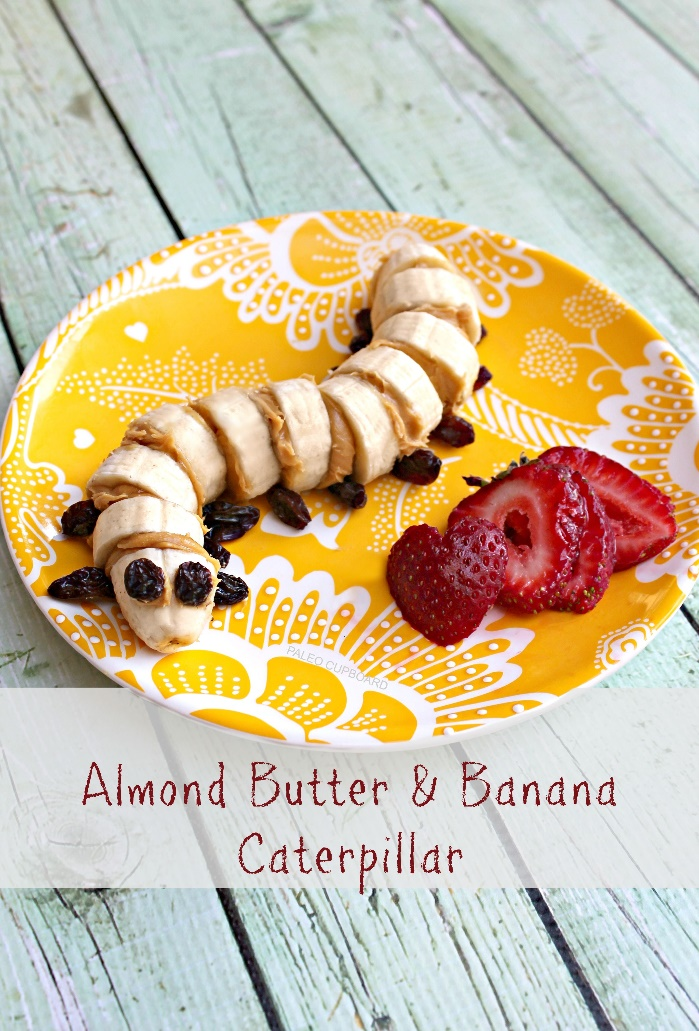 PALEO CUPBOARD
Almond Butter & Banana
Caterpillar